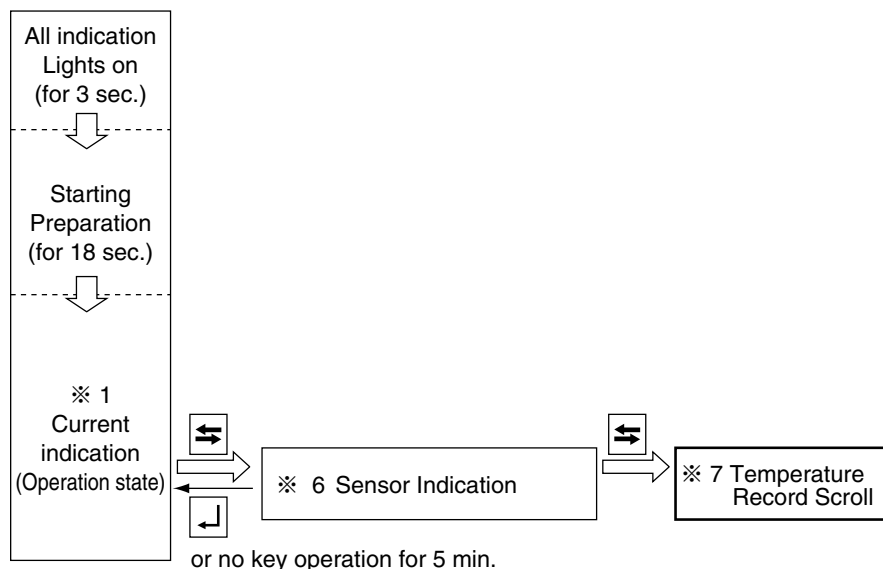 All indication
Lights on
(for 3 sec.)
Starting
Preparation
(for 18 sec.)
※ 1
Current
indication
(Operation state)
※ 6 Sensor Indication
※ 7 Temperature
Record Scroll
or no key operation for 5 min.